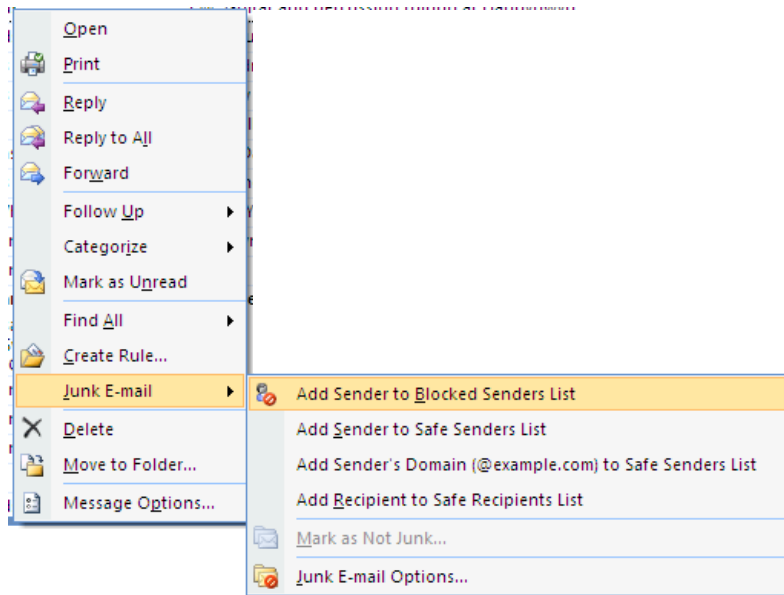 Open
Print
Reply
Reply to All
Forward
Follow Up
Categorize
Mark as Unread
Find All
Create Rule...
Junk E-mail
Delete
Move to Folder...
Message Options...
Add Sender to Blocked Senders List
Add Sender to Safe Senders List
Add Sender's Domain (@example.com) to Safe Senders List
Add Recipient to Safe Recipients List
Mark as Not Junk...
Junk E-mail Options...